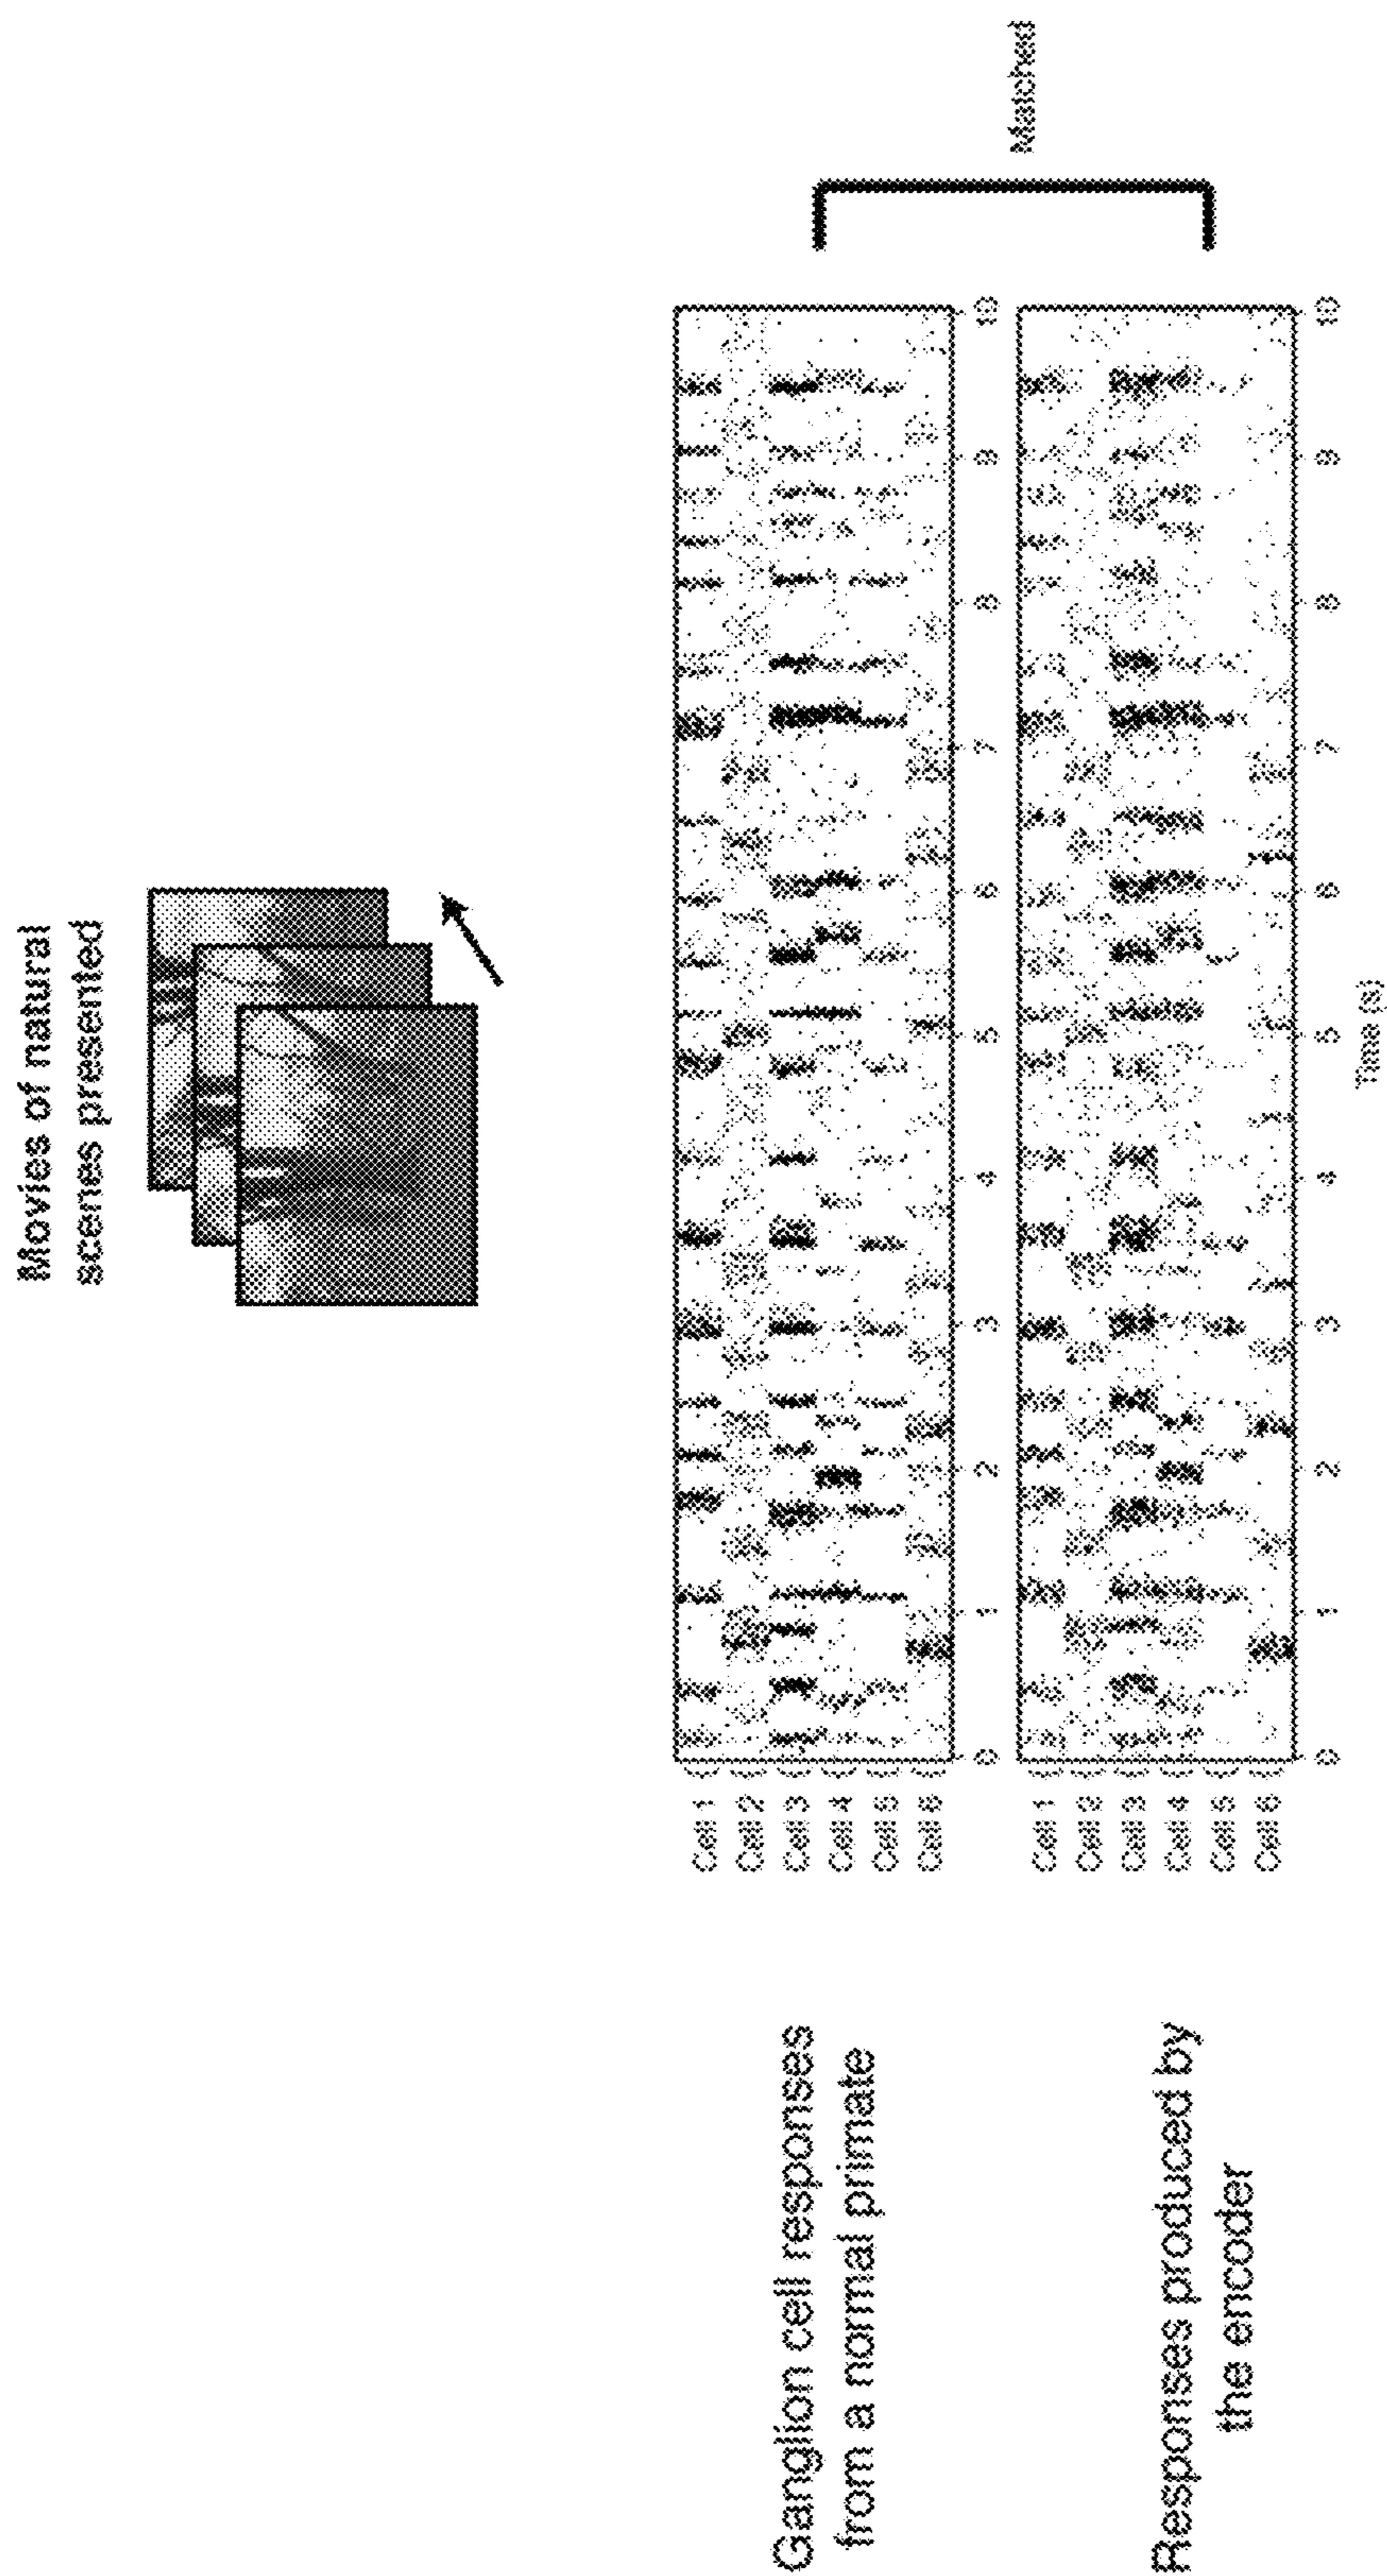 Movies of natural
scenes presented
Ganglion cell responses
from a normal primate
Cell 1
Cell 2
Cell 3
Cell 4
Cell 5
Cell 6
0 1 2 3 4 5 6 7 8 9 10
Responses produced by
the encoder
Cell 1
Cell 2
Cell 3
Cell 4
Cell 5
Cell 6
0 1 2 3 4 5 6 7 8 9 10
Time (s)
Matched